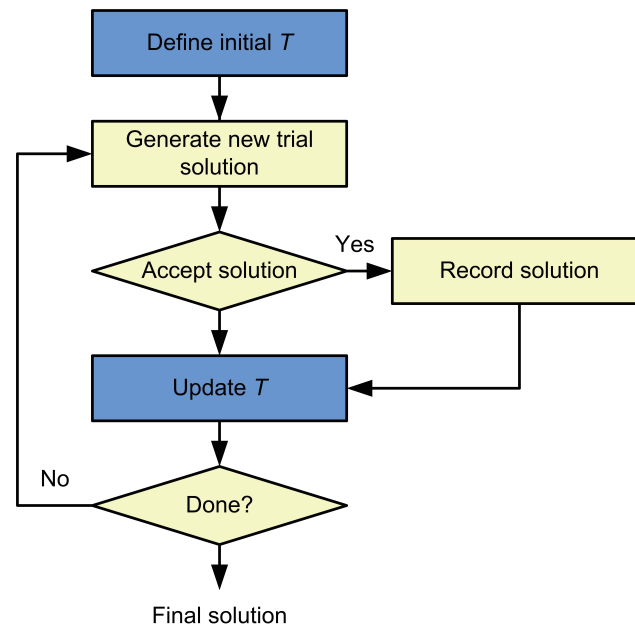 Define initial T
Generate new trial
solution
Accept solution
Yes
Record solution
Update T
No
Done?
Final solution